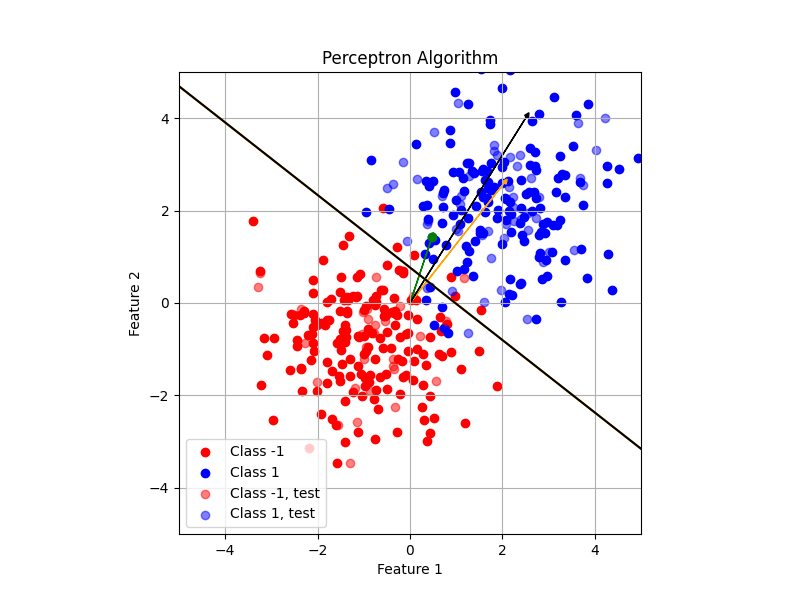 Perceptron Algorithm
Feature 2
4
2
0
−2
−4
Class -1
Class 1
Class -1, test
Class 1, test
−4 −2 0 2 4
Feature 1